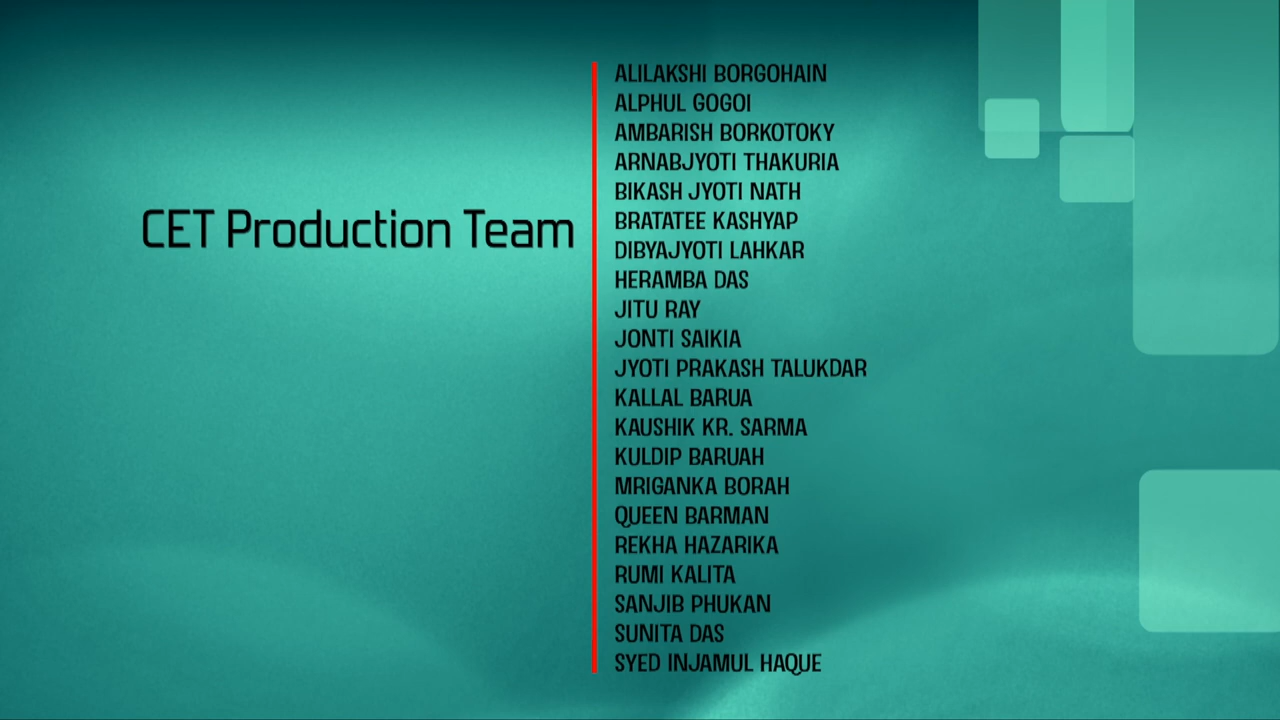 CET Production Team
ALILAKSHI BORGOHAIN
ALPHUL GOGOI
AMBARISH BORKOTOKY
ARNABJYOTI THAKURIA
BIKASH JYOTI NATH
BRATATEE KASHYAP
DIBYAJYOTI LAHKAR
HERAMBA DAS
JITU RAY
JONTI SAIKIA
JYOTI PRAKASH TALUKDAR
KALLAL BARUA
KAUSHIK KR. SARMA
KULDIP BARUAH
MRIGANKA BORAH
QUEEN BARMAN
REKHA HAZARIKA
RUMI KALITA
SANJIB PHUKAN
SUNITA DAS
SYED INJAMUL HAQUE